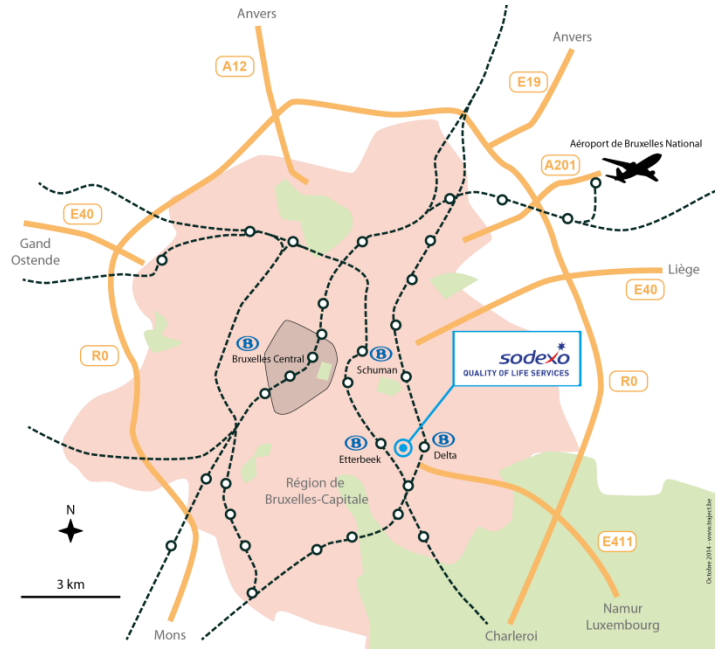 Anvers
Anvers
A12
E19
Aéroport de Bruxelles National
A201
E40
Gand
Ostende
Liège
E40
B
Bruxelles Central
B
Schuman
sodexo
QUALITY OF LIFE SERVICES
R0
R0
B
Etterbeek
B
Delta
Région de
Bruxelles-Capitale
N
E411
3 km
Mons
Charleroi
Namur
Luxembourg
Octobre 2014 - www.traject.be